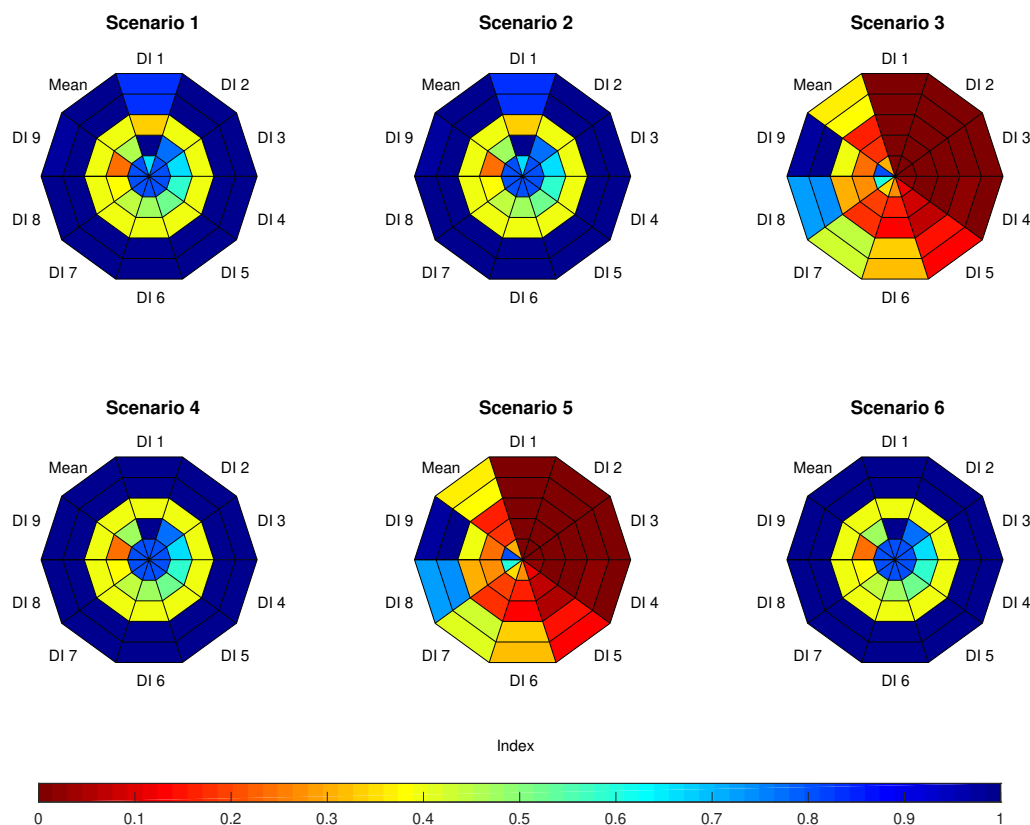 Scenario 1
Scenario 2
Scenario 3
DI 1
Mean
DI 2
DI 9
DI 3
DI 8
DI 4
DI 7
DI 5
DI 6
DI 1
Mean
DI 2
DI 9
DI 3
DI 8
DI 4
DI 7
DI 5
DI 6
DI 1
Mean
DI 2
DI 9
DI 3
DI 8
DI 4
DI 7
DI 5
DI 6
Scenario 4
Scenario 5
Scenario 6
DI 1
Mean
DI 2
DI 9
DI 3
DI 8
DI 4
DI 7
DI 5
DI 6
DI 1
Mean
DI 2
DI 9
DI 3
DI 8
DI 4
DI 7
DI 5
DI 6
DI 1
Mean
DI 2
DI 9
DI 3
DI 8
DI 4
DI 7
DI 5
DI 6
Index
0 0.1 0.2 0.3 0.4 0.5 0.6 0.7 0.8 0.9 1